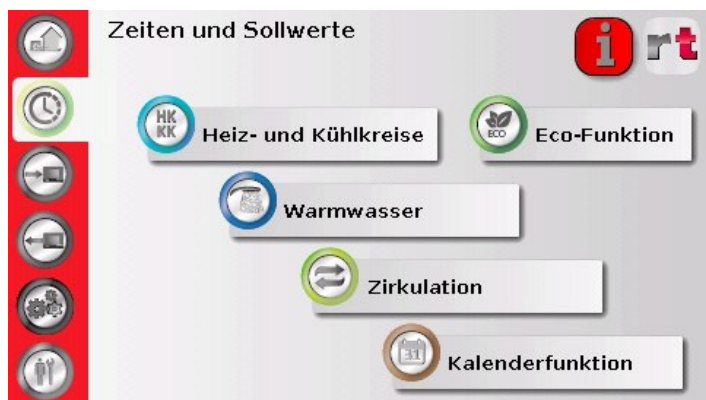 Zeiten und Sollwerte
i
rt
HK
KK
Heiz- und Kühlkreise
ECO
Eco-Funktion
Warmwasser
Zirkulation
31
Kalenderfunktion